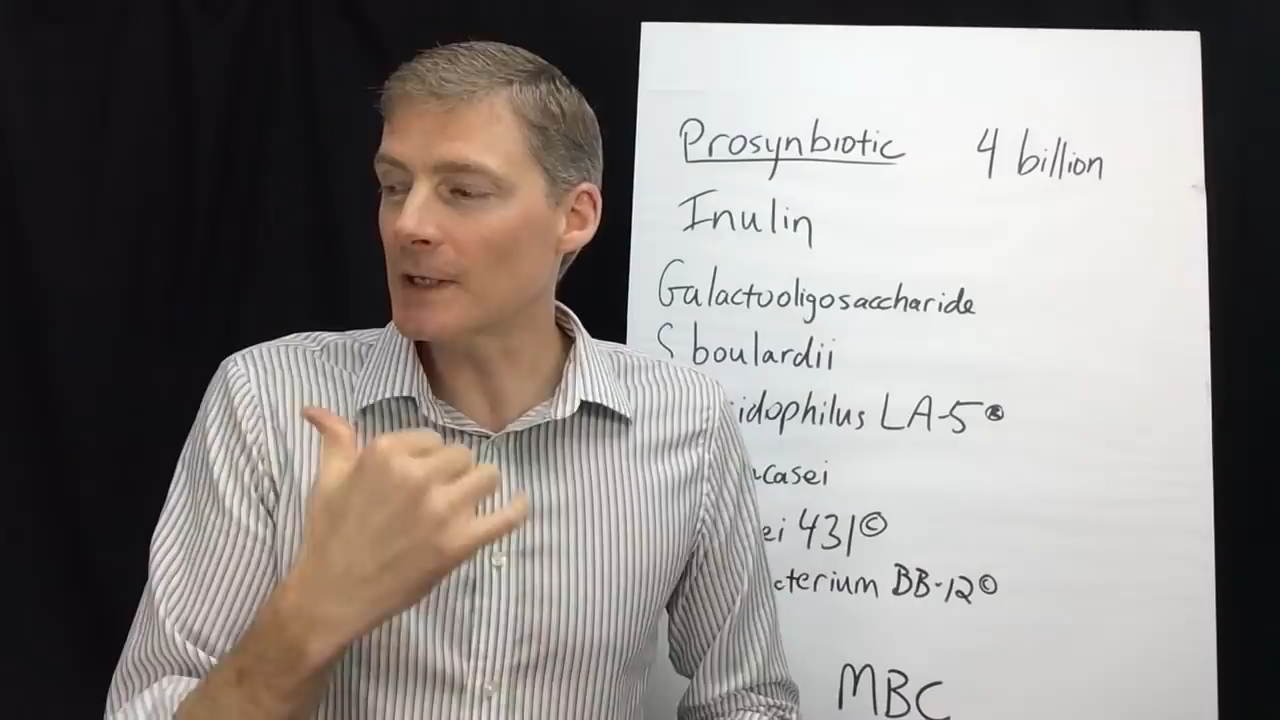 Prosynbiotic 4 billion
Inulin
Galactooligosaccharide
S boulardii
idophilus LA-5®
casei
ei 431©
cterium BB-12©
MBC